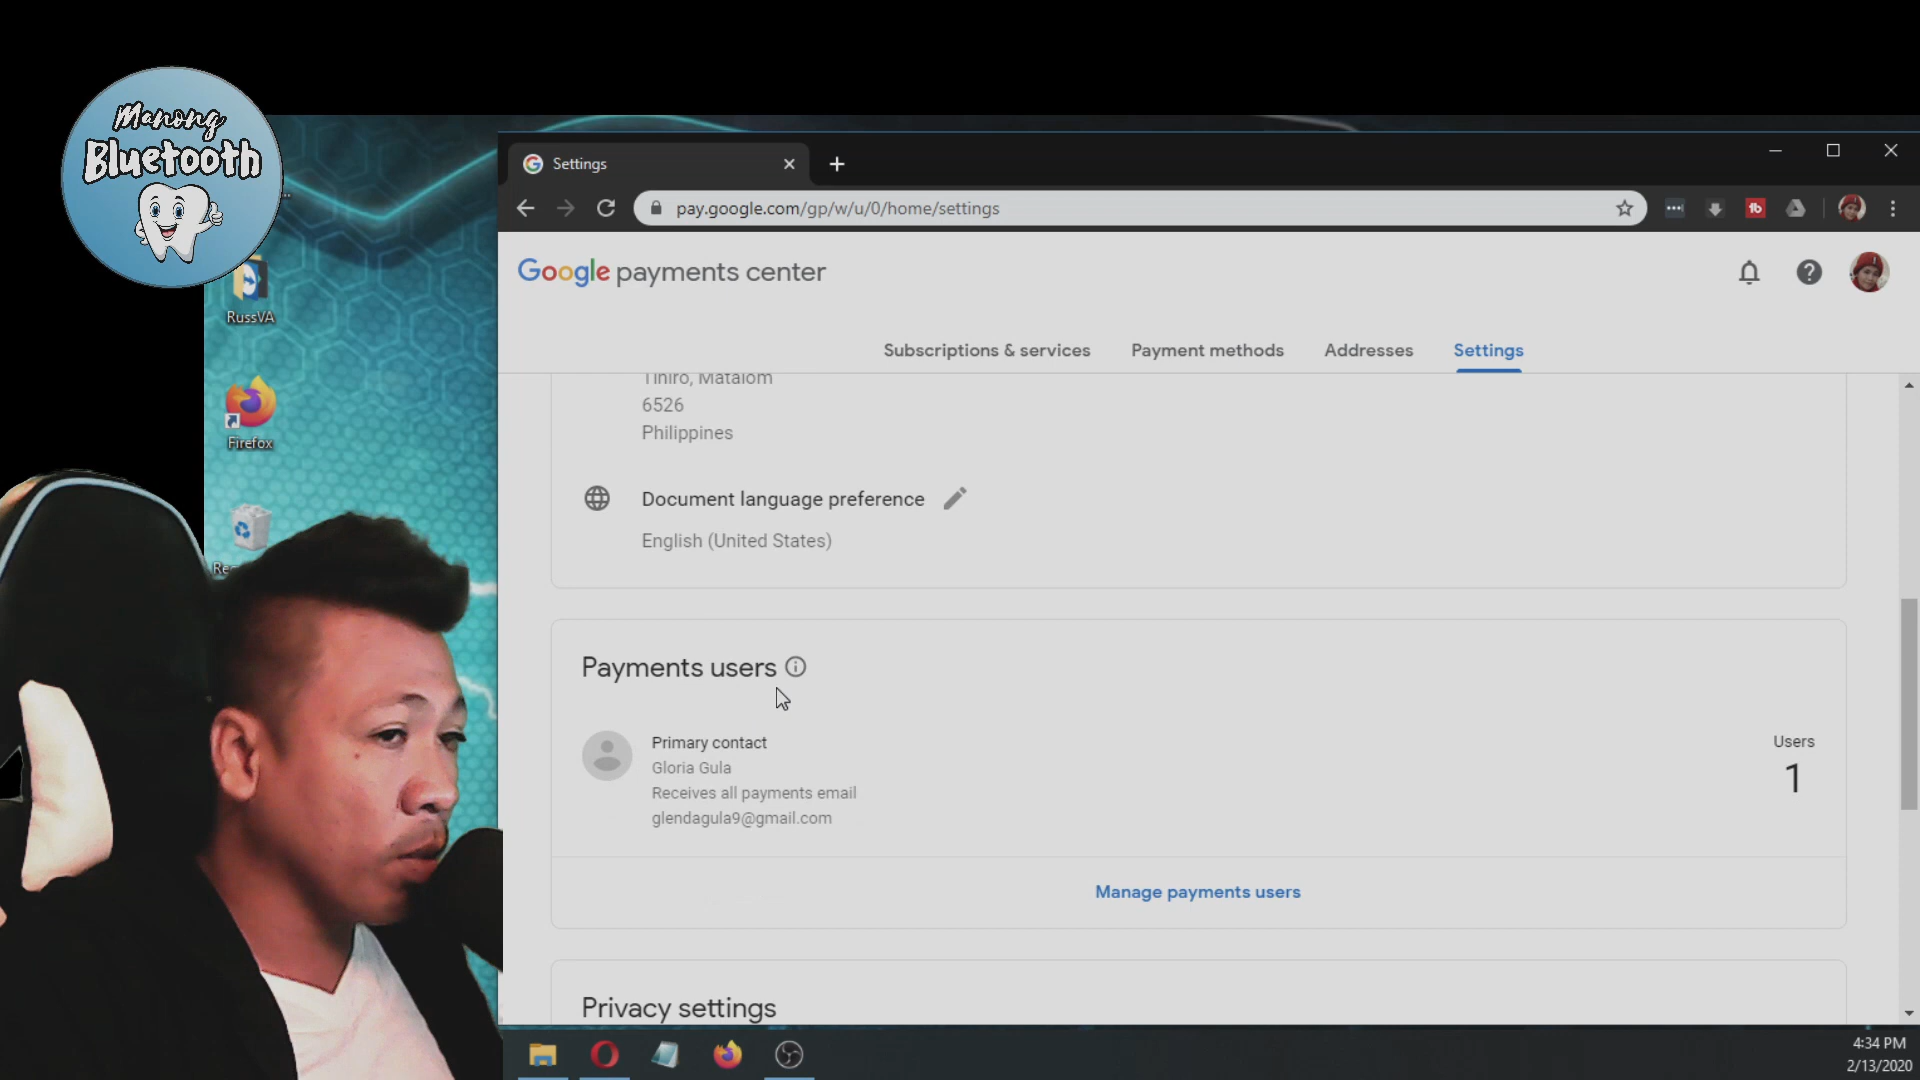 Manong
Bluetooth
RussVA
Firefox
Settings
pay.google.com/gp/w/u/0/home/settings
Google payments center
Subscriptions & services
Payment methods
Addresses
Settings
Tiniro, Matalom
6526
Philippines
Document language preference
English (United States)
Payments users
Primary contact
Gloria Gula
Receives all payments email
glendagula9@gmail.com
Users
1
Manage payments users
Privacy settings
4:34 PM
2/13/2020